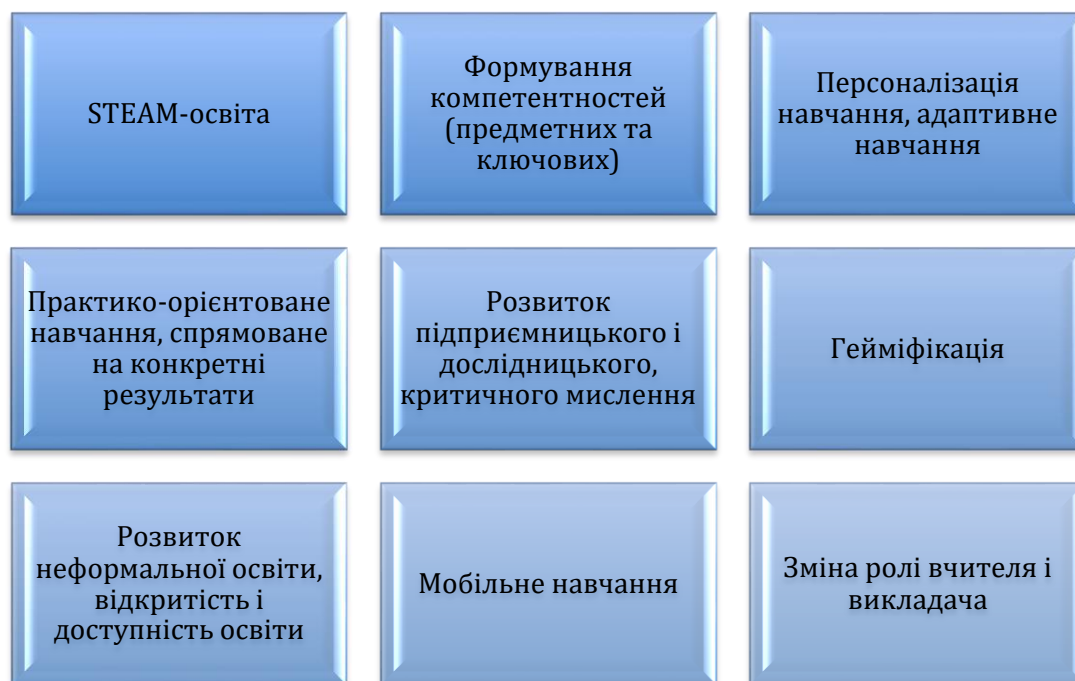 STEAM-освіта
Формування
компетентностей
(предметних та
ключових)
Персоналізація
навчання, адаптивне
навчання
Практико-орієнтоване
навчання, спрямоване
на конкретні
результати
Розвиток
підприємницького і
дослідницького,
критичного мислення
Гейміфікація
Розвиток
неформальної освіти,
відкритість і
доступність освіти
Мобільне навчання
Зміна ролі вчителя і
викладача